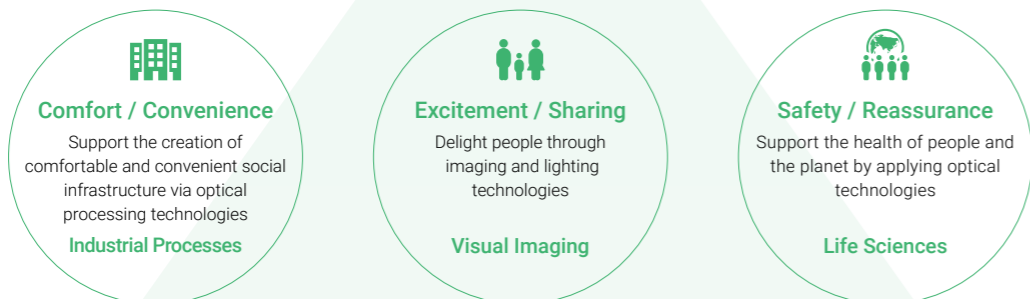 Comfort / Convenience
Support the creation of
comfortable and convenient social
infrastructure via optical
processing technologies
Industrial Processes
Excitement / Sharing
Delight people through
imaging and lighting
technologies
Visual Imaging
Safety / Reassurance
Support the health of people and
the planet by applying optical
technologies
Life Sciences